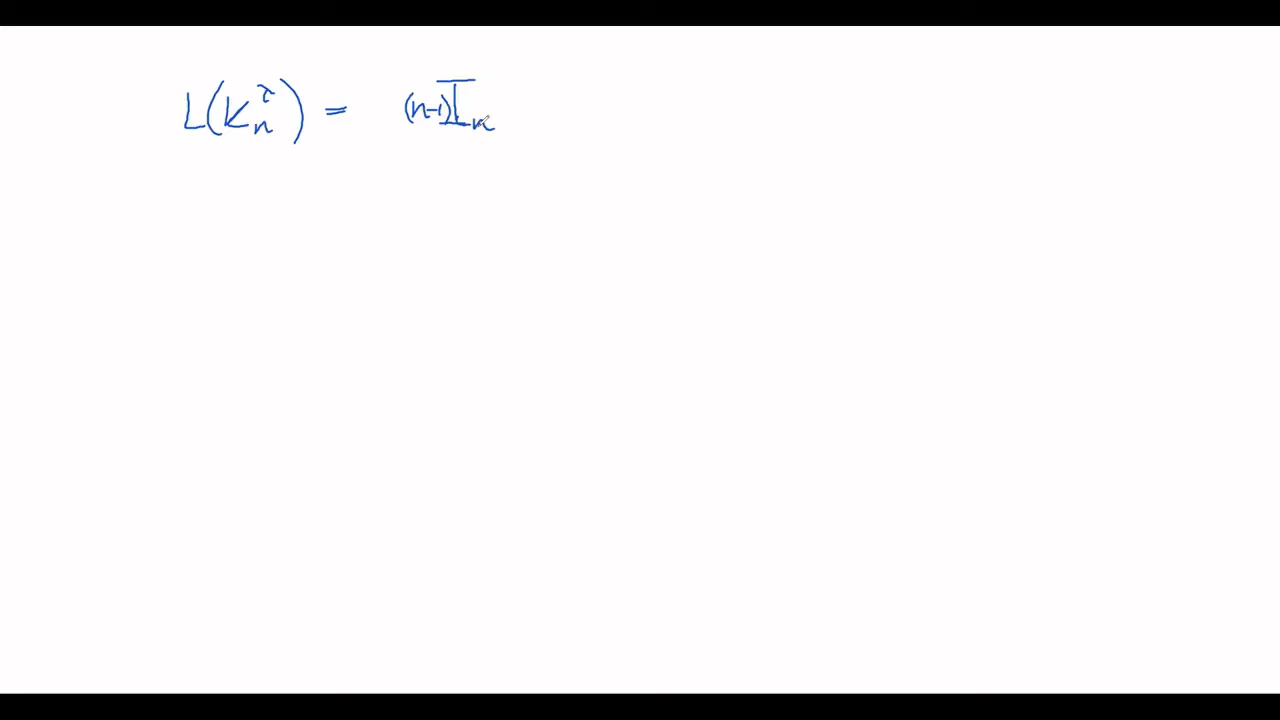 L(K_n^τ) = (n-1)I_n